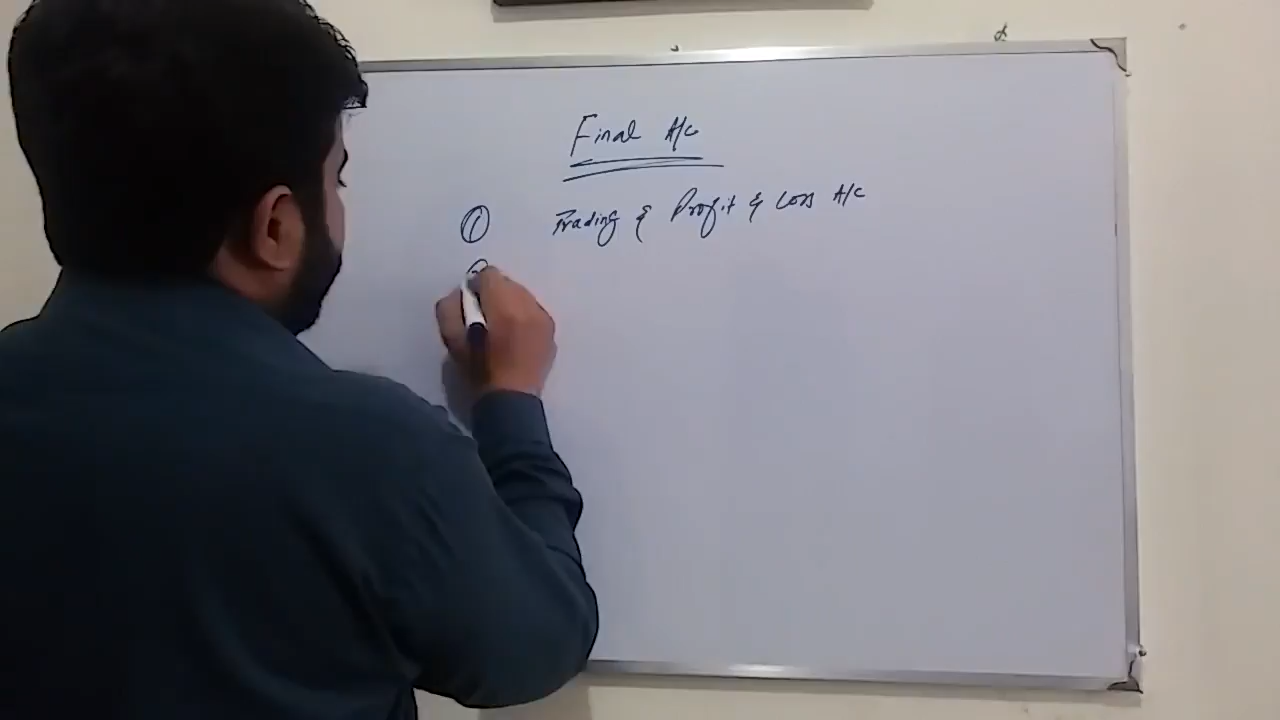 Final A/c
① Trading & Profit & Loss A/c